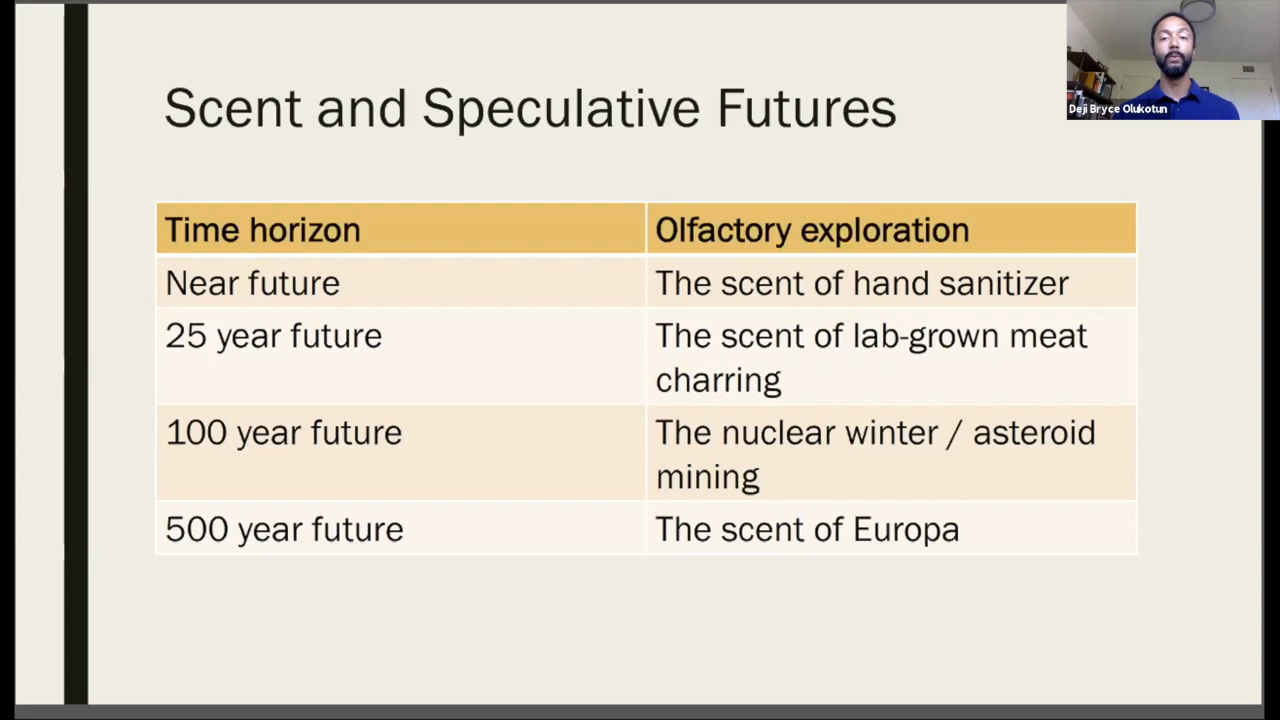 Scent and Speculative Futures
Deji Bryce Olukotun
Time horizon
Olfactory exploration
Near future
The scent of hand sanitizer
25 year future
The scent of lab-grown meat
charring
100 year future
The nuclear winter / asteroid
mining
500 year future
The scent of Europa